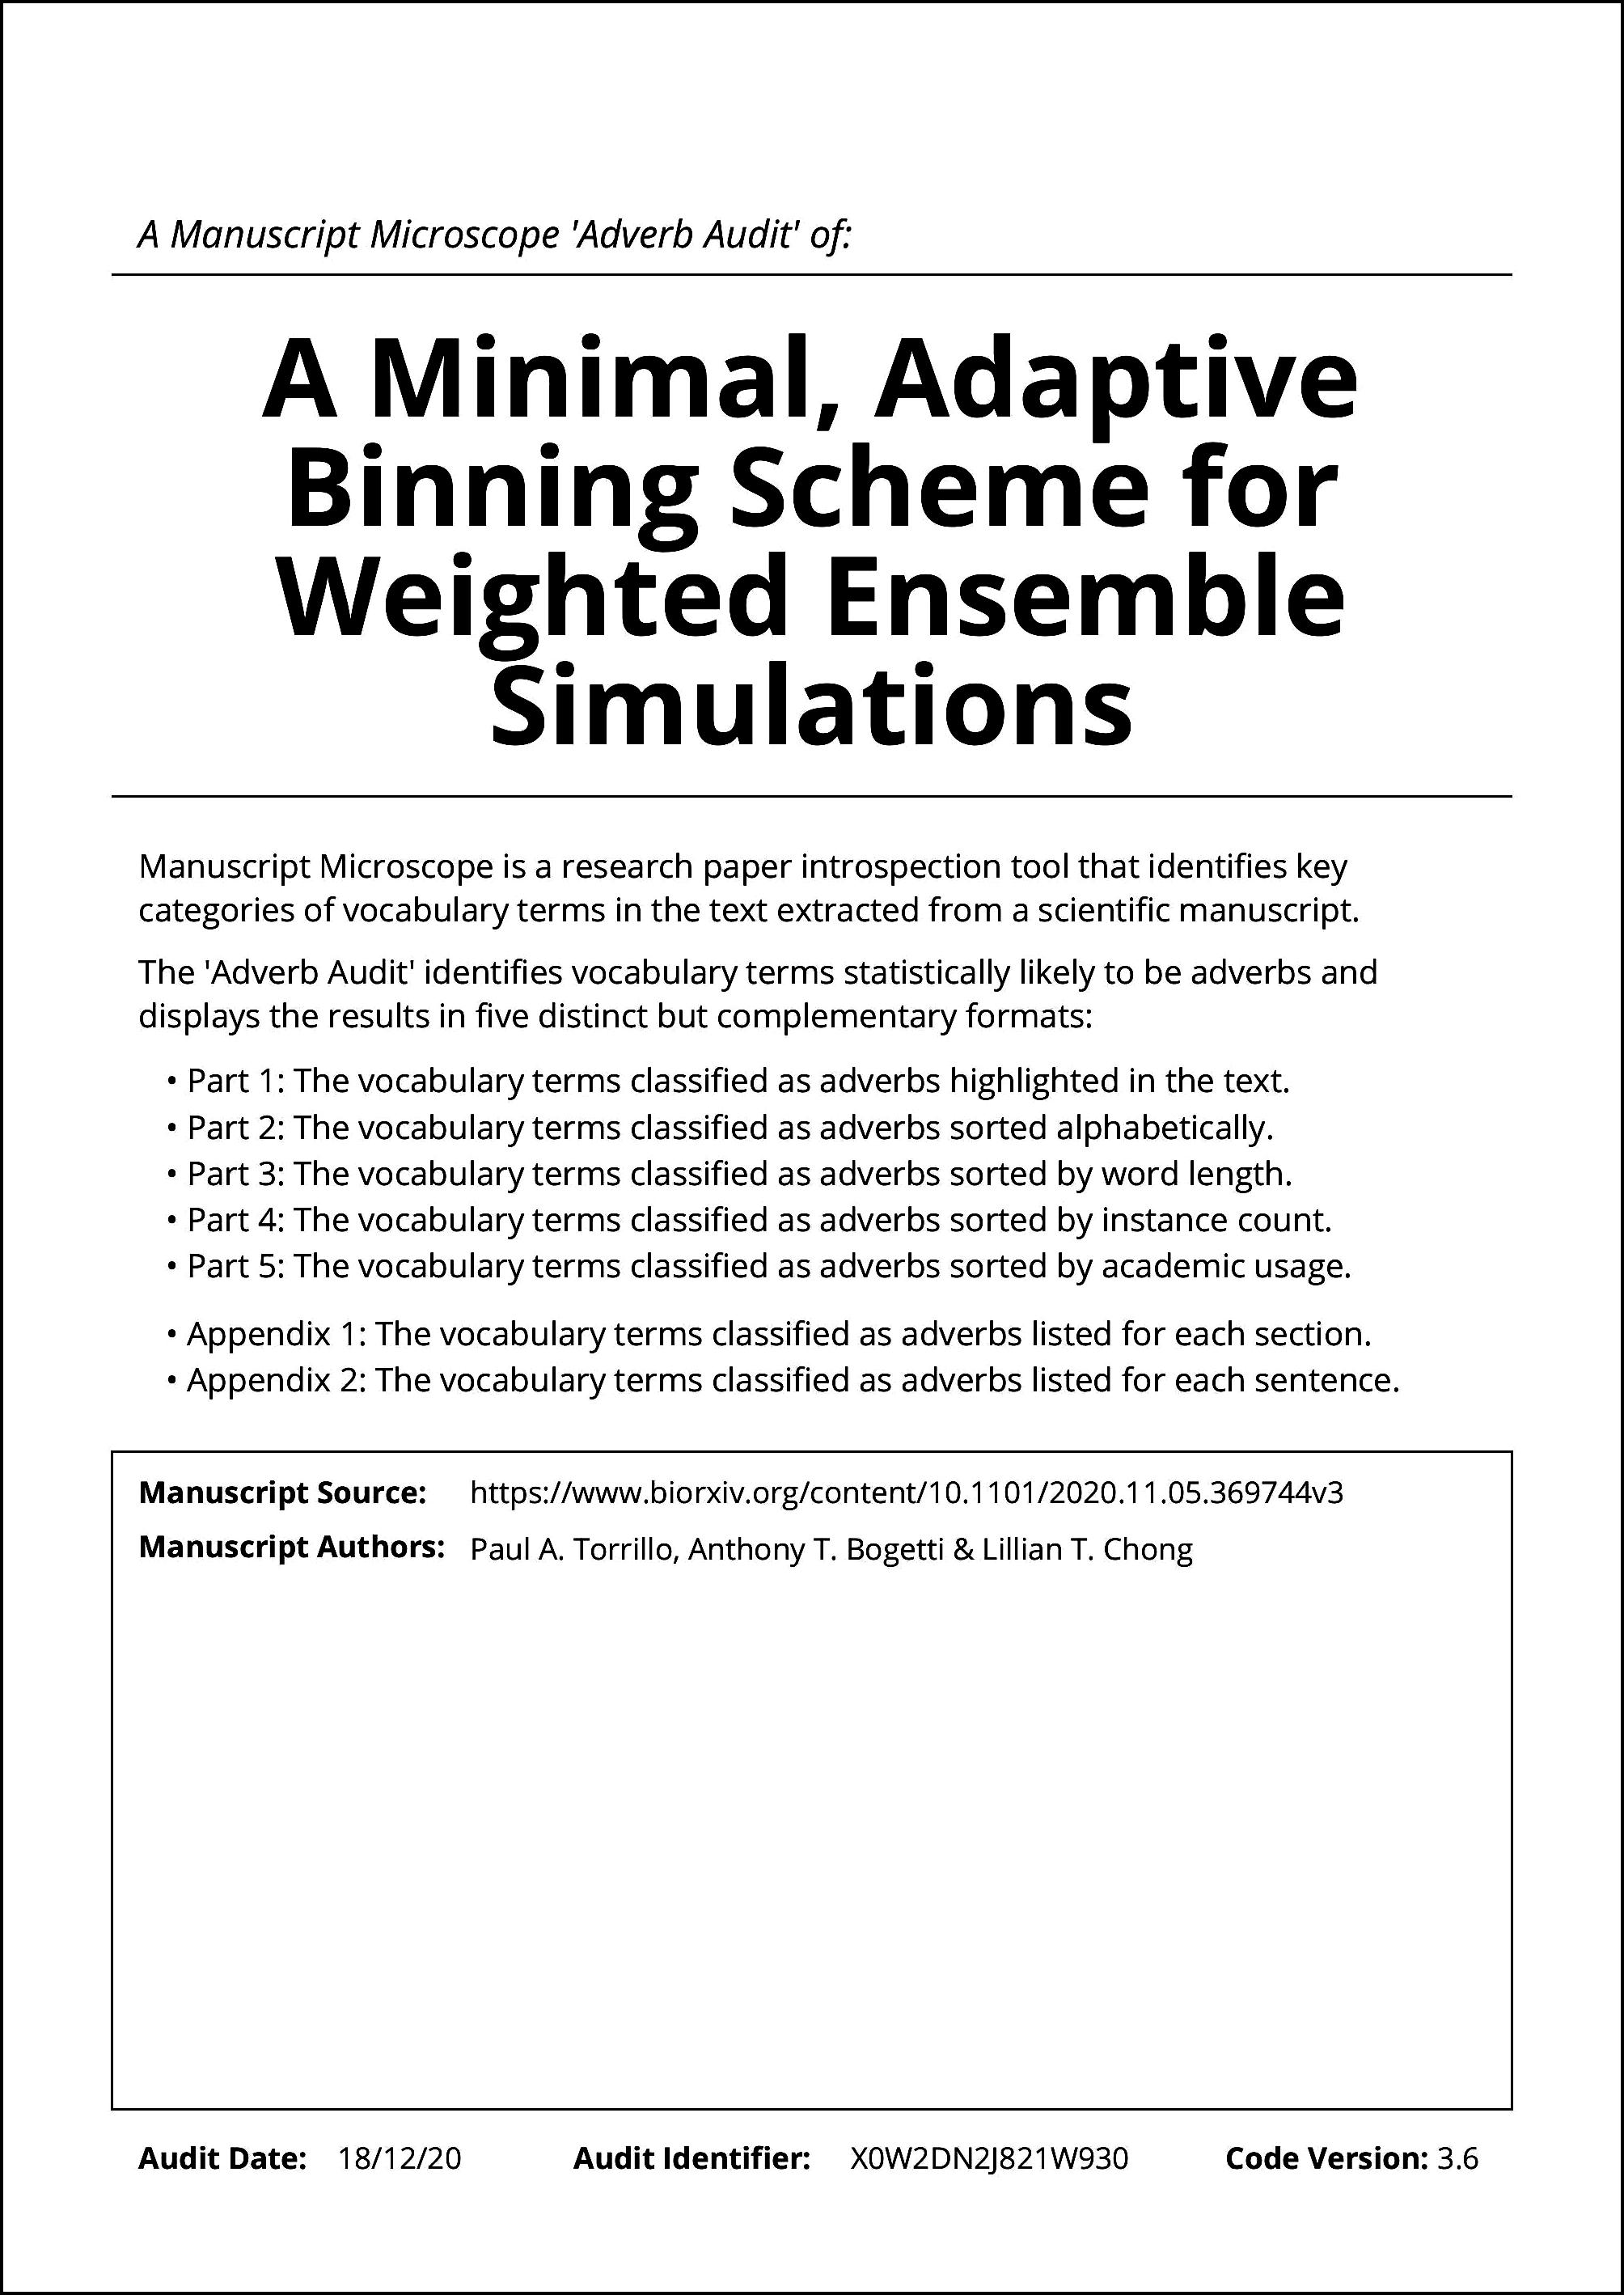 A Manuscript Microscope 'Adverb Audit' of:
A Minimal, Adaptive
Binning Scheme for
Weighted Ensemble
Simulations
Manuscript Microscope is a research paper introspection tool that identifies key
categories of vocabulary terms in the text extracted from a scientific manuscript.
The 'Adverb Audit' identifies vocabulary terms statistically likely to be adverbs and
displays the results in five distinct but complementary formats:
• Part 1: The vocabulary terms classified as adverbs highlighted in the text.
• Part 2: The vocabulary terms classified as adverbs sorted alphabetically.
• Part 3: The vocabulary terms classified as adverbs sorted by word length.
• Part 4: The vocabulary terms classified as adverbs sorted by instance count.
• Part 5: The vocabulary terms classified as adverbs sorted by academic usage.
• Appendix 1: The vocabulary terms classified as adverbs listed for each section.
• Appendix 2: The vocabulary terms classified as adverbs listed for each sentence.
Manuscript Source: https://www.biorxiv.org/content/10.1101/2020.11.05.369744v3
Manuscript Authors: Paul A. Torrillo, Anthony T. Bogetti & Lillian T. Chong
Audit Date: 18/12/20 Audit Identifier: X0W2DN2J821W930 Code Version: 3.6